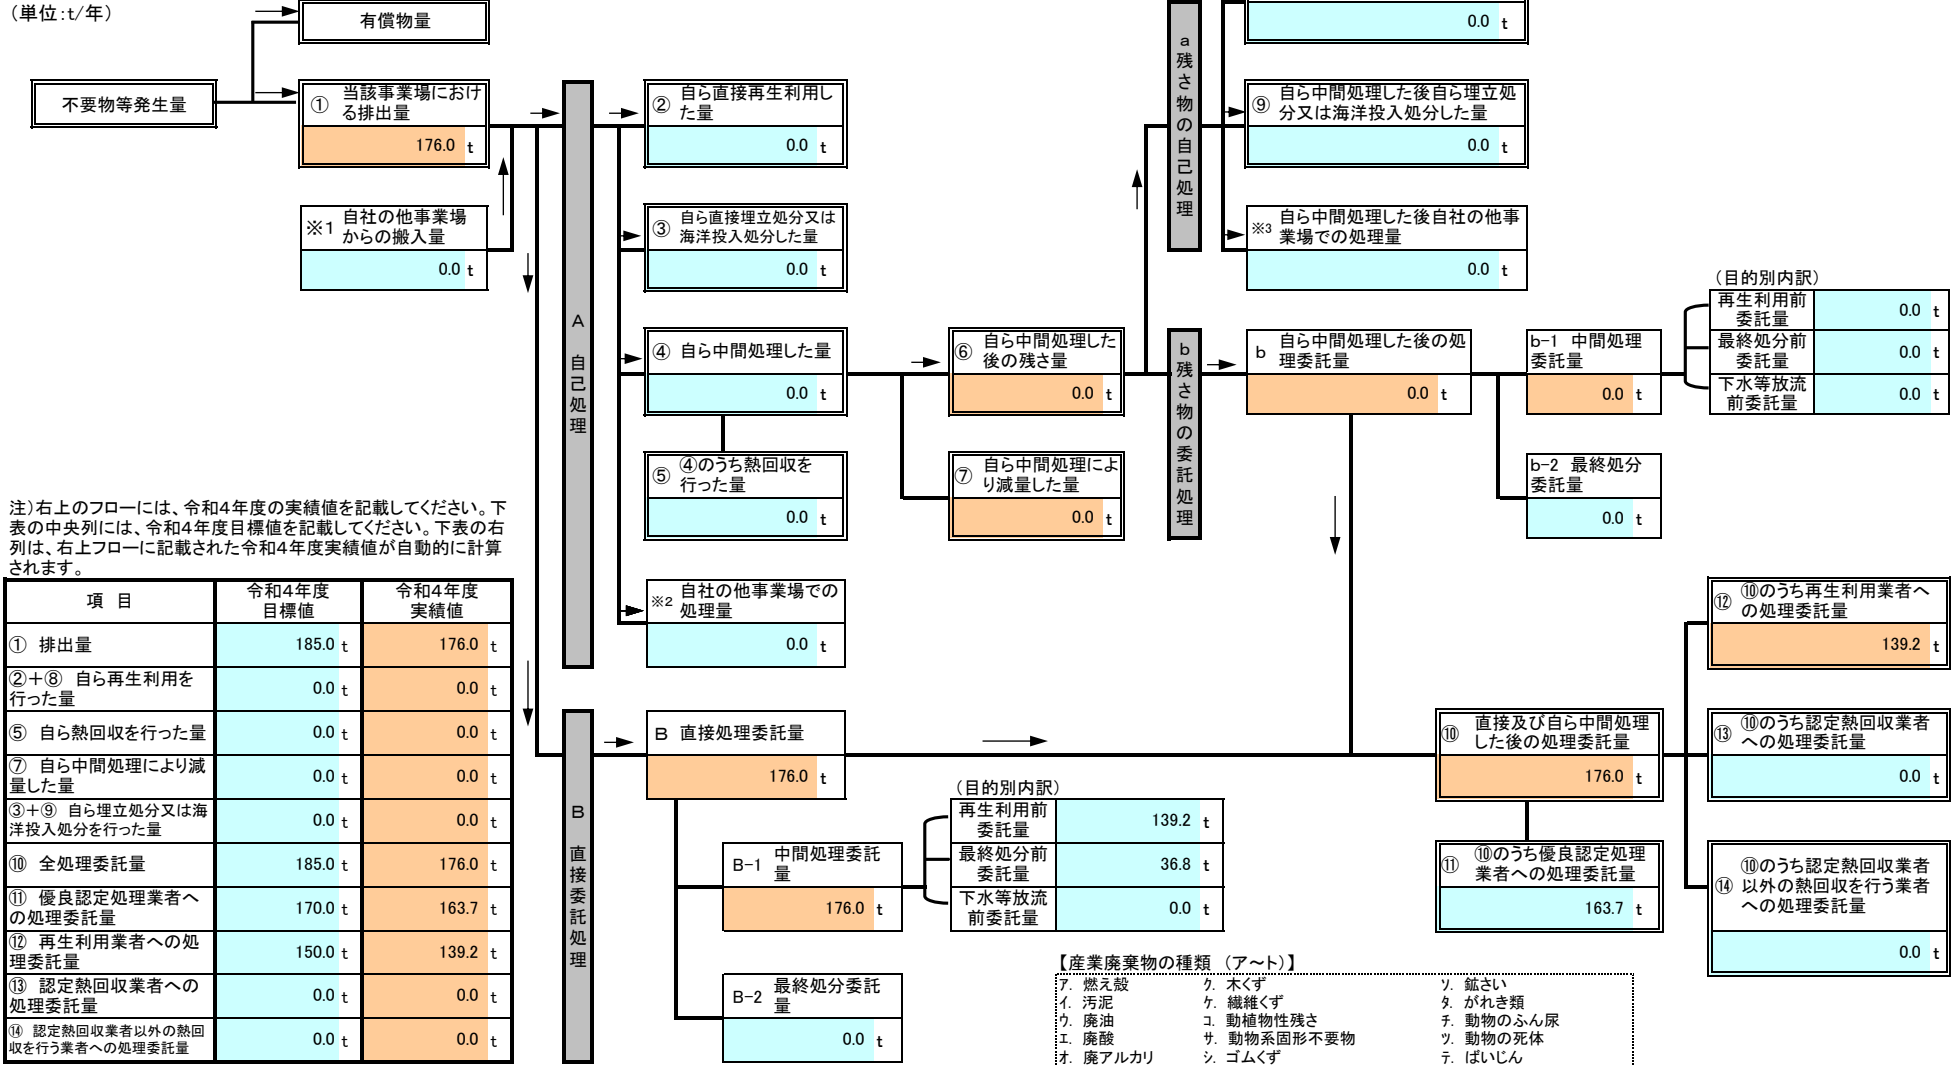 （単位：t/年）
有償物量
不要物等発生量
① 当該事業場におけ
る排出量
176.0 t
※1 自社の他事業場
からの搬入量
0.0 t
A 自己処理
② 自ら直接再生利用し
た量
0.0 t
③ 自ら直接埋立処分又は
海洋投入処分した量
0.0 t
④ 自ら中間処理した量
0.0 t
⑤ ④のうち熱回収を
行った量
0.0 t
※2 自社の他事業場での
処理量
0.0 t
⑥ 自ら中間処理した
後の残さ量
0.0 t
⑦ 自ら中間処理によ
り減量した量
0.0 t
a 残さ物の自己処理
0.0 t
⑨ 自ら中間処理した後自ら埋立処
分又は海洋投入処分した量
0.0 t
※3 自ら中間処理した後自社の他事
業場での処理量
0.0 t
b 残さ物の委託処理
b 自ら中間処理した後の処
理委託量
0.0 t
b-1 中間処理
委託量
0.0 t
b-2 最終処分
委託量
0.0 t
（目的別内訳）
再生利用前
委託量 0.0 t
最終処分前
委託量 0.0 t
下水等放流
前委託量 0.0 t
注）右上のフローには、令和4年度の実績値を記載してください。下
表の中央列には、令和4年度目標値を記載してください。下表の右
列は、右上フローに記載された令和4年度実績値が自動的に計算
されます。
項 目 令和4年度
目標値 令和4年度
実績値
① 排出量 185.0 t 176.0 t
②＋⑧ 自ら再生利用を
行った量 0.0 t 0.0 t
⑤ 自ら熱回収を行った量 0.0 t 0.0 t
⑦ 自ら中間処理により減
量した量 0.0 t 0.0 t
③＋⑨ 自ら埋立処分又は海
洋投入処分を行った量 0.0 t 0.0 t
⑩ 全処理委託量 185.0 t 176.0 t
⑪ 優良認定処理業者へ
の処理委託量 170.0 t 163.7 t
⑫ 再生利用業者への処
理委託量 150.0 t 139.2 t
⑬ 認定熱回収業者への
処理委託量 0.0 t 0.0 t
⑭ 認定熱回収業者以外の熱回
収を行う業者への処理委託量 0.0 t 0.0 t
B 直接委託処理
B 直接処理委託量
176.0 t
B-1 中間処理委託
量
176.0 t
B-2 最終処分委託
量
0.0 t
（目的別内訳）
再生利用前
委託量 139.2 t
最終処分前
委託量 36.8 t
下水等放流
前委託量 0.0 t
⑩ 直接及び自ら中間処理
した後の処理委託量
176.0 t
⑪ ⑩のうち優良認定処理
業者への処理委託量
163.7 t
⑫ ⑩のうち再生利用業者へ
の処理委託量
139.2 t
⑬ ⑩のうち認定熱回収業者
への処理委託量
0.0 t
⑭ ⑩のうち認定熱回収業者
以外の熱回収を行う業者
への処理委託量
0.0 t
【産業廃棄物の種類 （ア～ト）】
ア. 燃え殻 ク. 木くず ソ. 鉱さい
イ. 汚泥 ケ. 繊維くず タ. がれき類
ウ. 廃油 コ. 動植物性残さ チ. 動物のふん尿
エ. 廃酸 サ. 動物系固形不要物 ツ. 動物の死体
オ. 廃アルカリ シ. ゴムくず テ. ばいじん